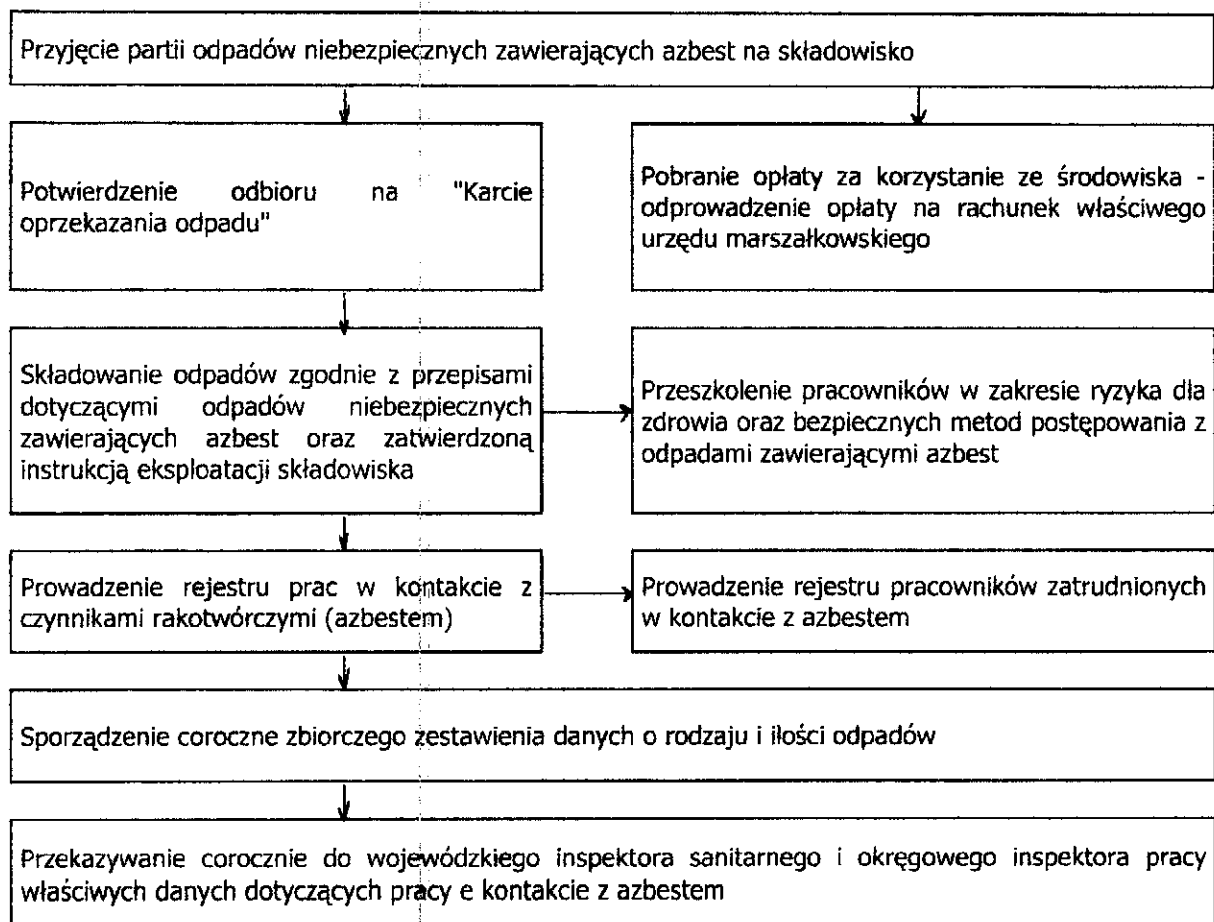 Przyjęcie partii odpadów niebezpiecznych zawierających azbest na składowisko
Potwierdzenie odbioru na "Karcie
oprzekazania odpadu"
Pobranie opłaty za korzystanie ze środowiska -
odprowadzenie opłaty na rachunek właściwego
urzędu marszałkowskiego
Składowanie odpadów zgodnie z przepisami
dotyczącymi odpadów niebezpiecznych
zawierających azbest oraz zatwierdzoną
instrukcją eksploatacji składowiska
Przeszkolenie pracowników w zakresie ryzyka dla
zdrowia oraz bezpiecznych metod postępowania z
odpadami zawierającymi azbest
Prowadzenie rejestru prac w kontakcie z
czynnikami rakotwórczymi (azbestem)
Prowadzenie rejestru pracowników zatrudnionych
w kontakcie z azbestem
Sporządzenie coroczne zbiorczego zestawienia danych o rodzaju i ilości odpadów
Przekazywanie corocznie do wojewódzkiego inspektora sanitarnego i okręgowego inspektora pracy
właściwych danych dotyczących pracy e kontakcie z azbestem